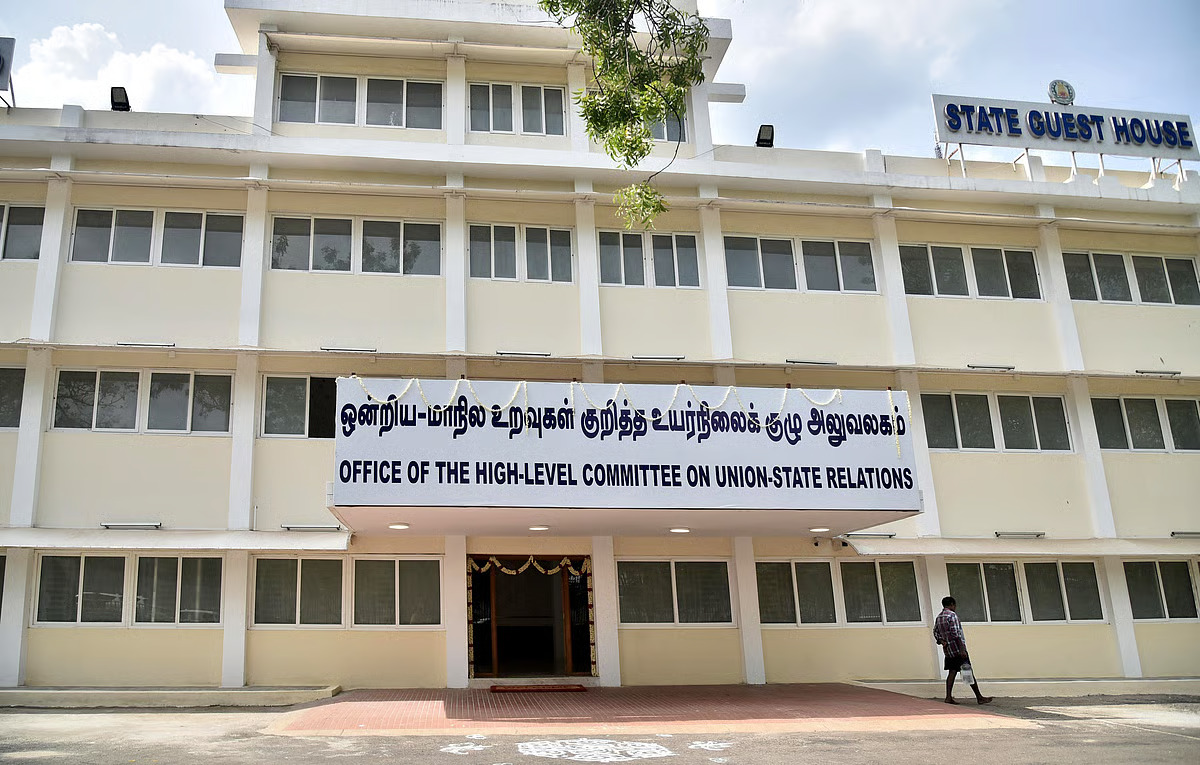 STATE GUEST HOUSE
ஒன்றிய-மாநில உறவுகள் குறித்த உயர்நிலைக் குழு அலுவலகம்
OFFICE OF THE HIGH-LEVEL COMMITTEE ON UNION-STATE RELATIONS